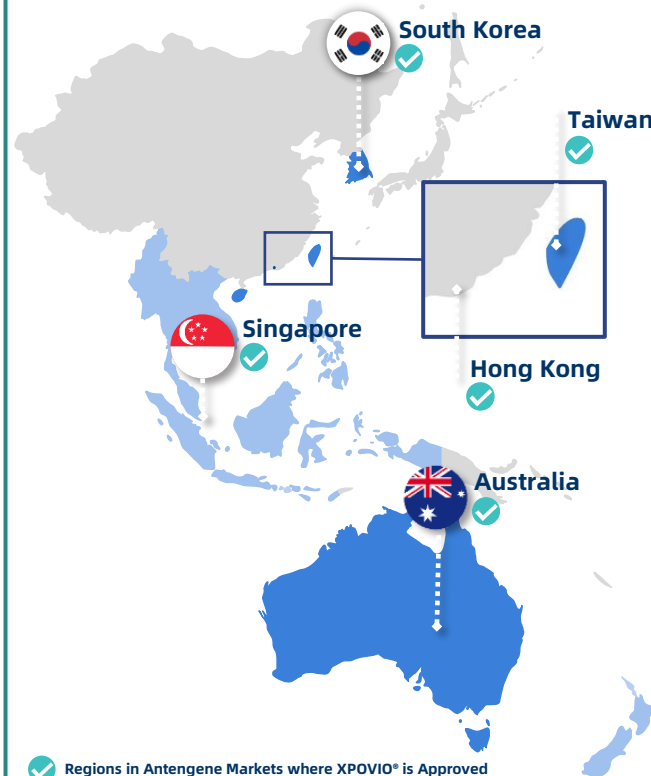 South Korea
Taiwan
Singapore
Hong Kong
Australia
Regions in Antengene Markets where XPOVIO® is Approved